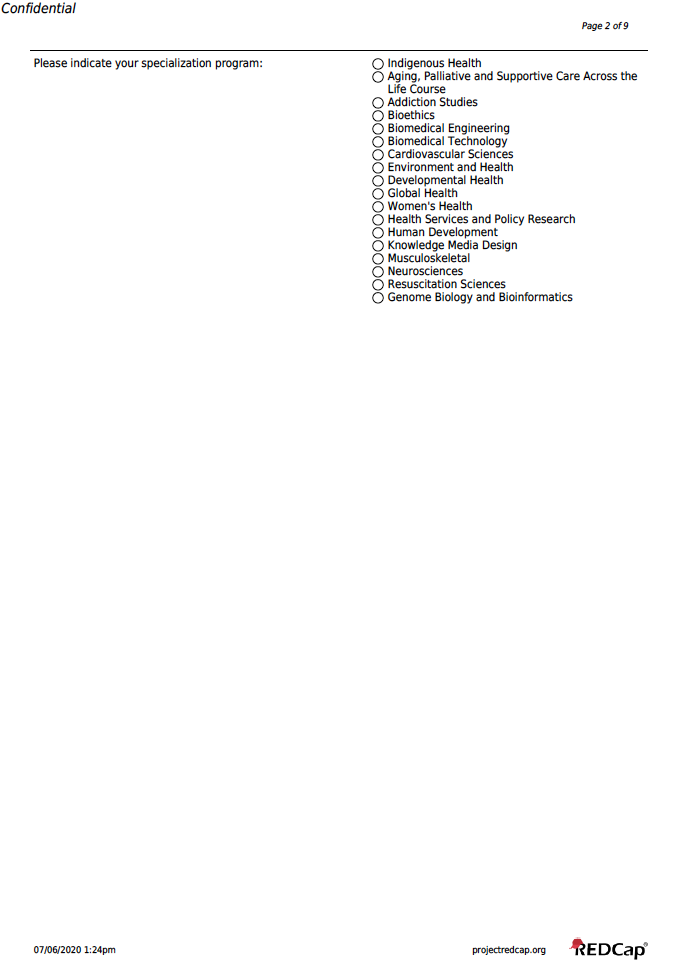 Confidential
Page 2 of 9
Please indicate your specialization program:
Indigenous Health
Aging, Palliative and Supportive Care Across the
Life Course
Addiction Studies
Bioethics
Biomedical Engineering
Biomedical Technology
Cardiovascular Sciences
Environment and Health
Developmental Health
Global Health
Women's Health
Health Services and Policy Research
Human Development
Knowledge Media Design
Musculoskeletal
Neurosciences
Resuscitation Sciences
Genome Biology and Bioinformatics
07/06/2020 1:24pm
projectredcap.org
REDCap®